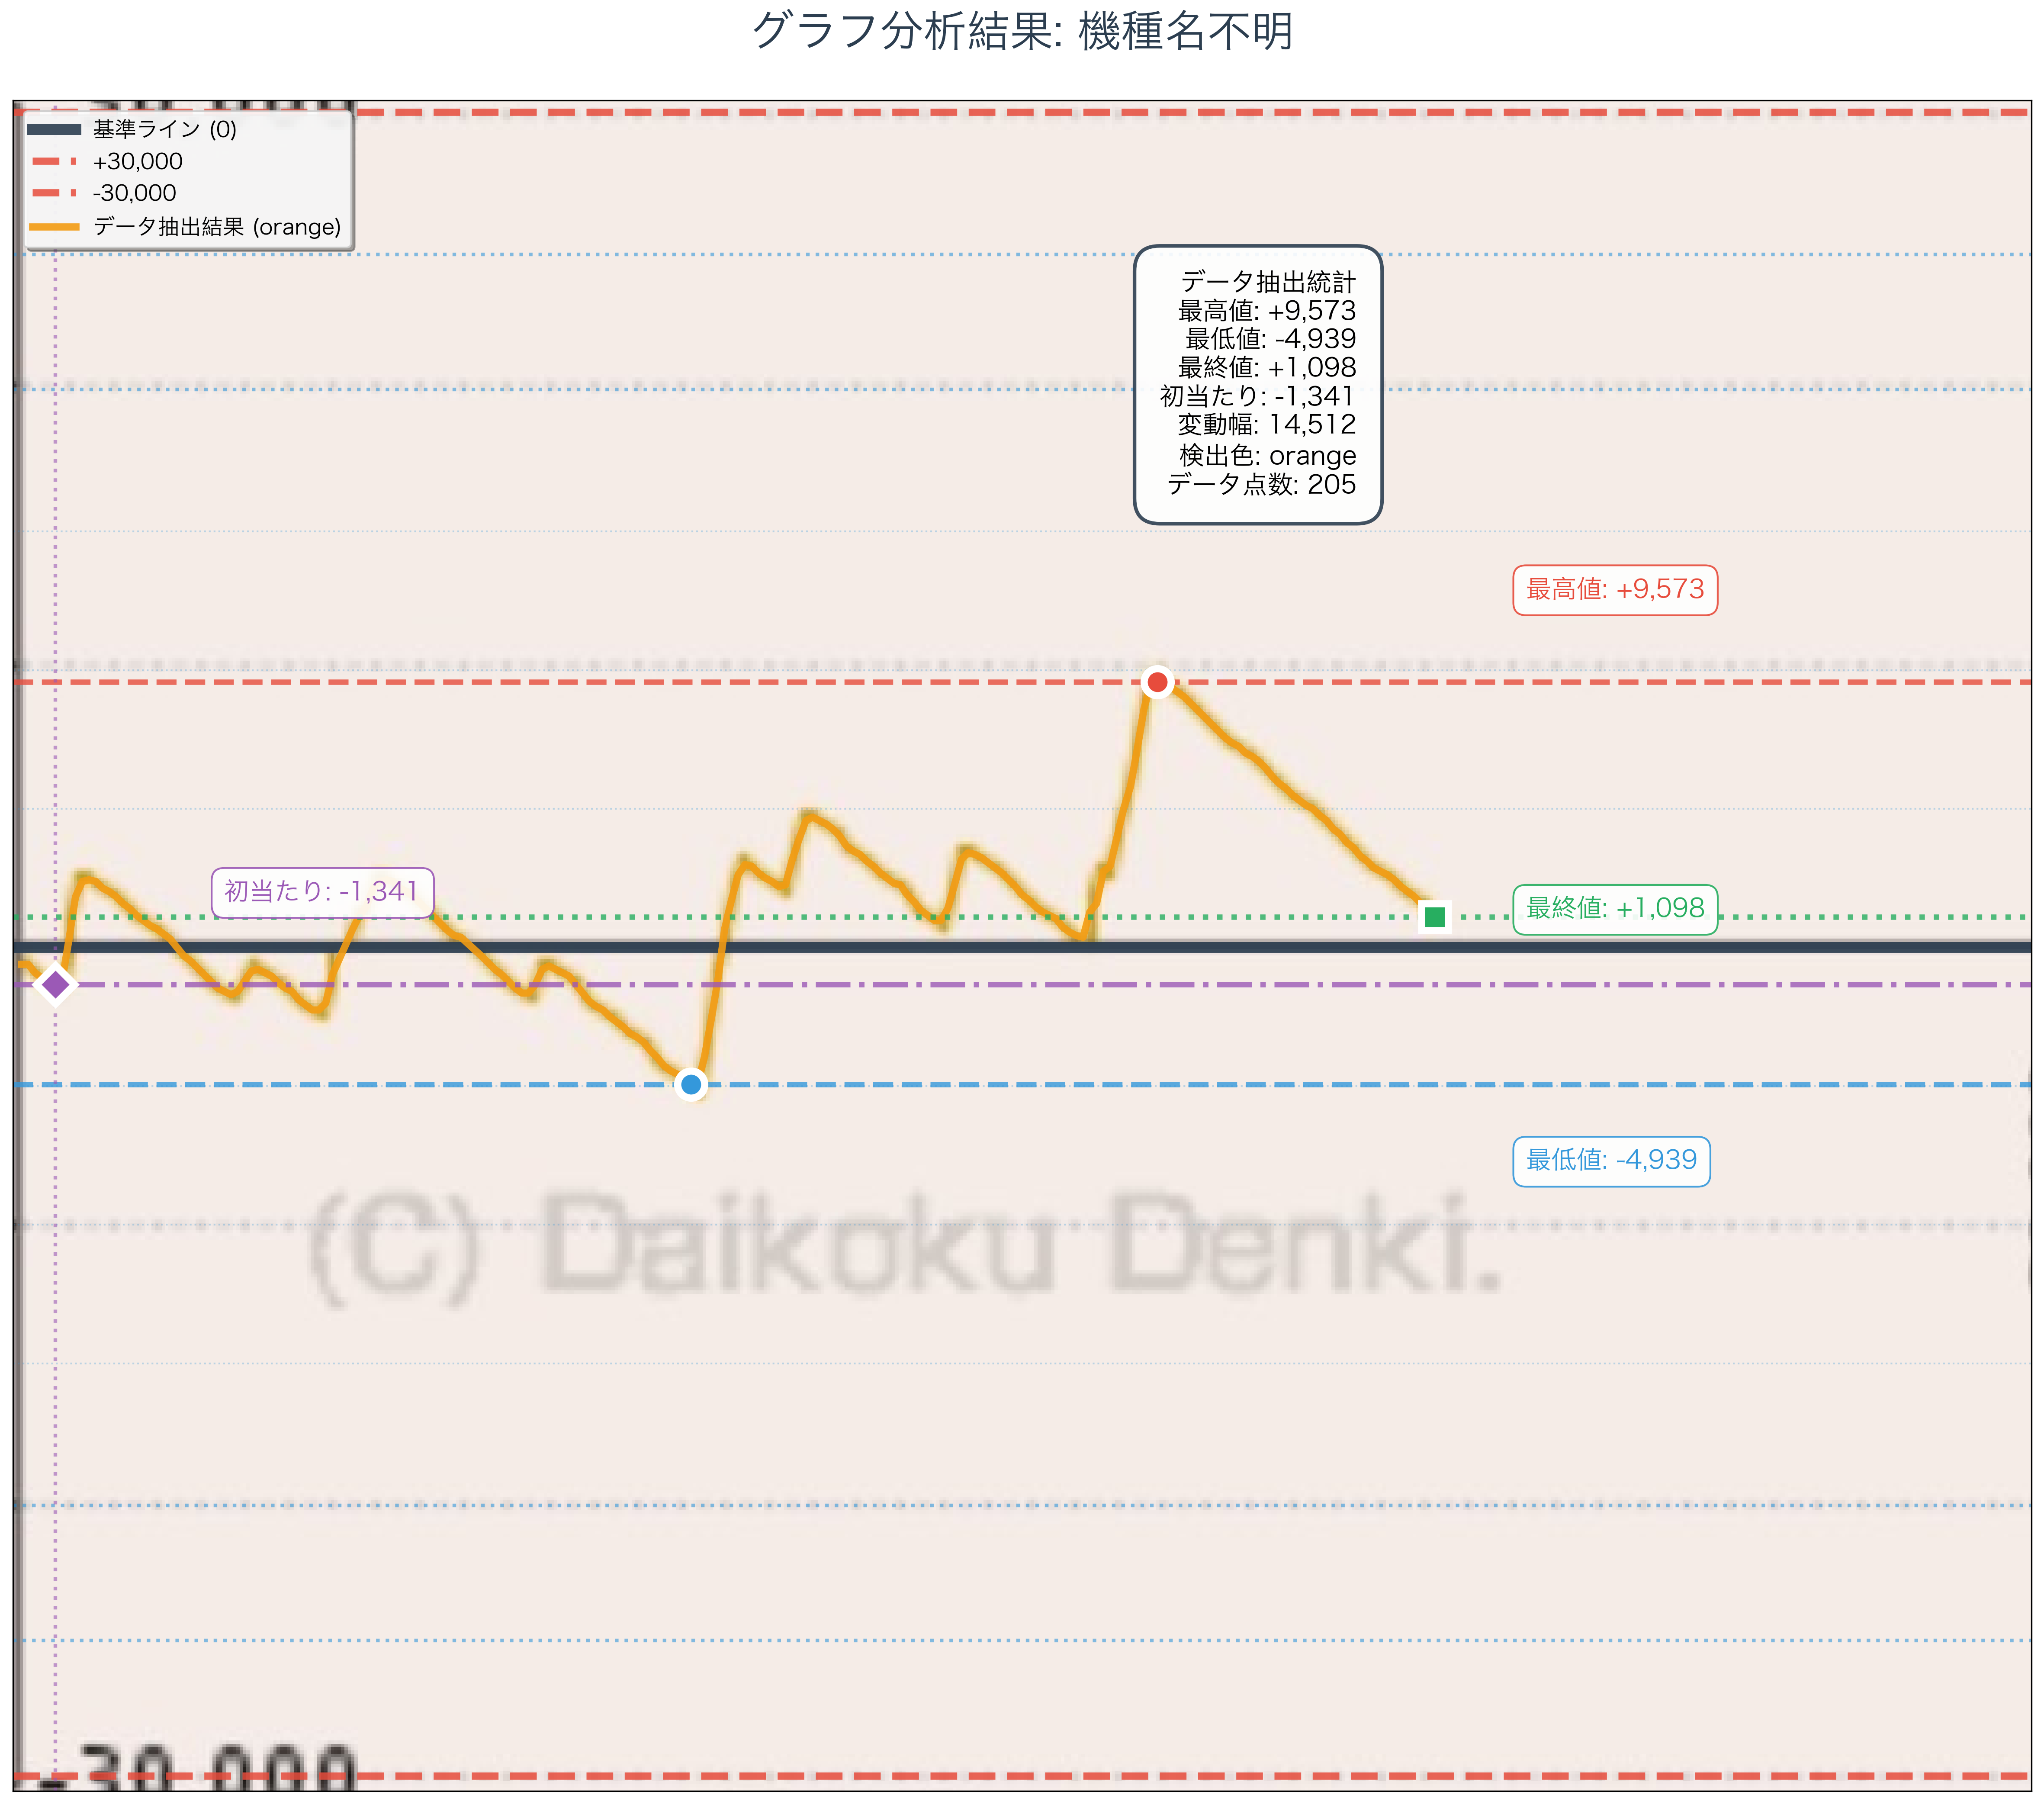 グラフ分析結果: 機種名不明
基準ライン (0)
+30,000
-30,000
データ抽出結果 (orange)
データ抽出統計
最高値: +9,573
最低値: -4,939
最終値: +1,098
初当たり: -1,341
変動幅: 14,512
検出色: orange
データ点数: 205
最高値: +9,573
初当たり: -1,341
最終値: +1,098
最低値: -4,939
(C) Daikoku Denki.
-30,000